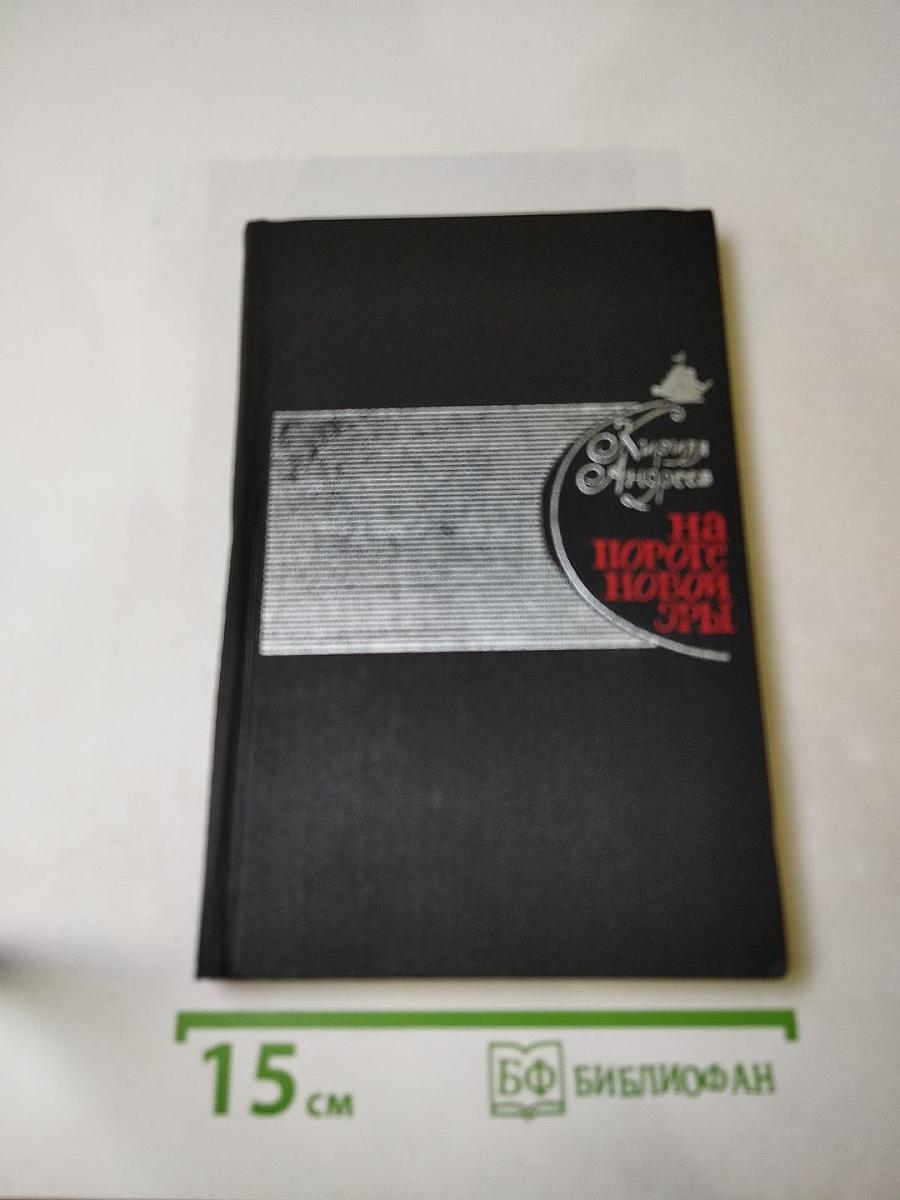 Кирилл
Андреев
на
пороге
новой
эры
15 см
БФ БИБЛИОФАН